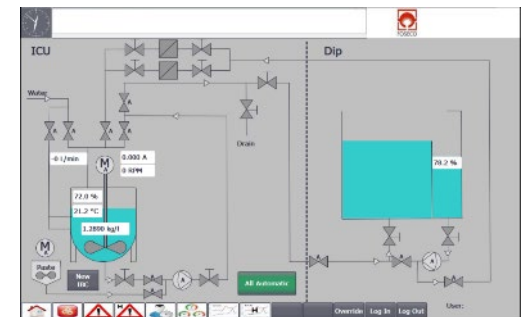 FOSECO
ICU
Dip
Water
Drain
-0 l/min
M
0.000 A
0 RPM
78.2 %
72.0 %
21.2 °C
1.2800 kg/l
M
Paste
New
IBC
All Automatic
H
Override Log In Log Out
User: